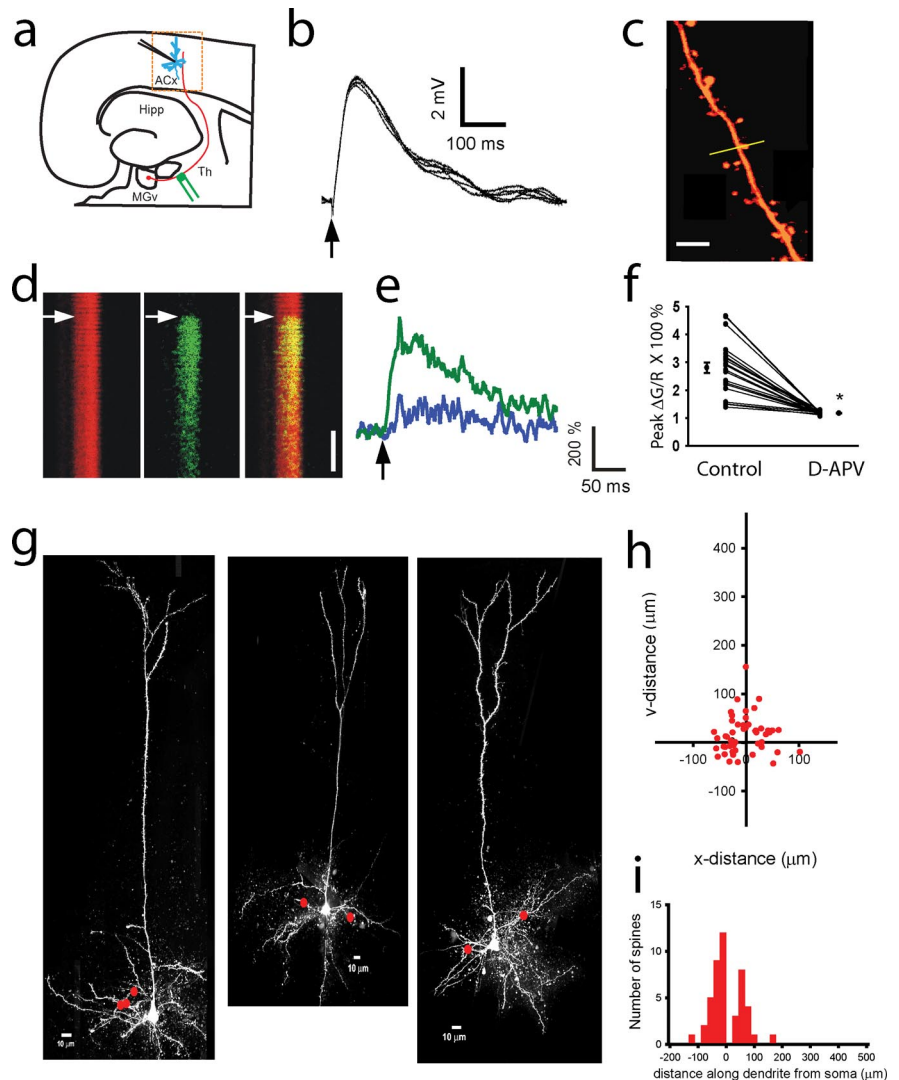 a
ACx
Hipp
Th
MGv
b
2 mV
100 ms
c
d
e
200 %
50 ms
f
Peak ΔG/R X 100 %
5
4
3
2
1
0
*
Control
D-APV
g
10 μm
10 μm
10 μm
h
y-distance (μm)
400
300
200
100
-100
0
100
-100
x-distance (μm)
i
Number of spines
15
10
5
0
-200
-100
0
100
200
300
400
500
distance along dendrite from soma (μm)